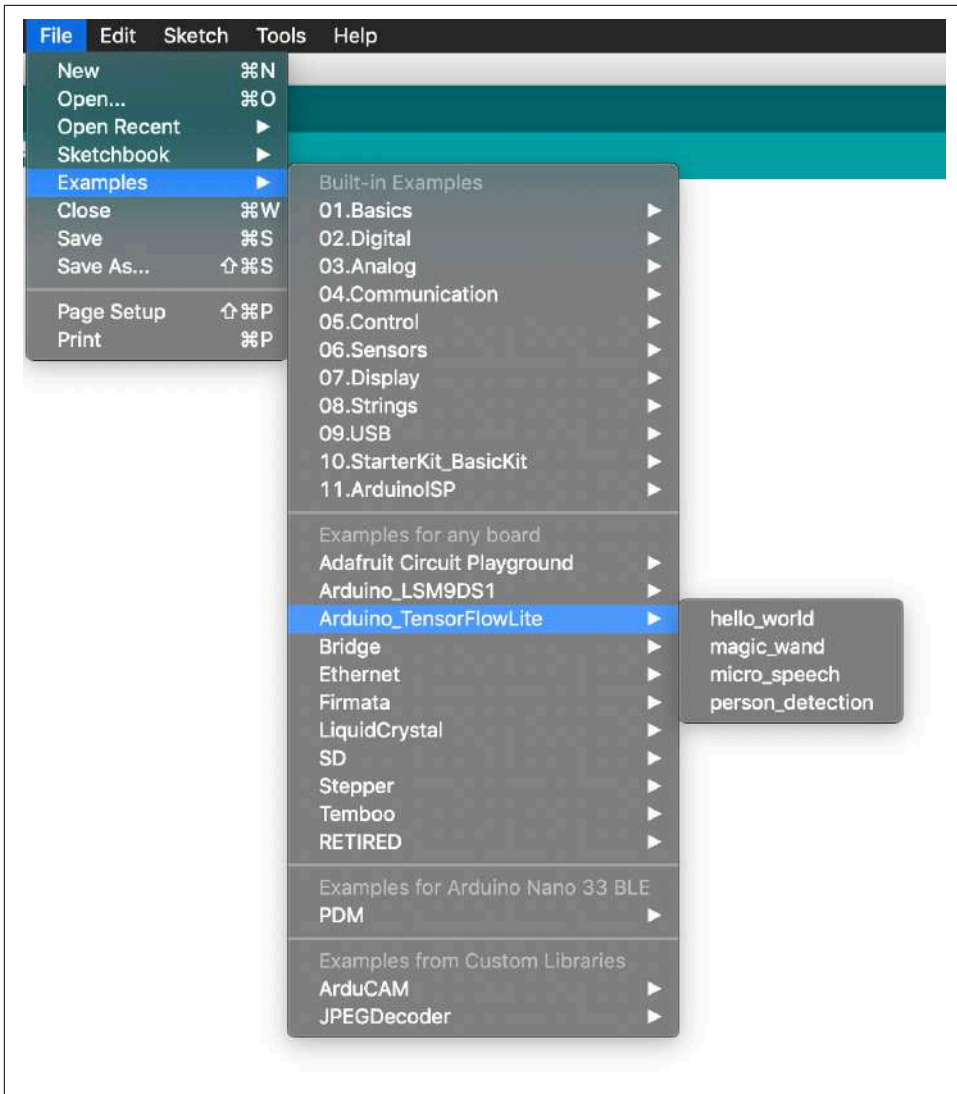 File Edit Sketch Tools Help
New ⌘N
Open... ⌘O
Open Recent ▶
Sketchbook ▶
Examples ▶
Close ⌘W
Save ⌘S
Save As... ⇧⌘S
Page Setup ⇧⌘P
Print ⌘P
Built-in Examples
01.Basics ▶
02.Digital ▶
03.Analog ▶
04.Communication ▶
05.Control ▶
06.Sensors ▶
07.Display ▶
08.Strings ▶
09.USB ▶
10.StarterKit_BasicKit ▶
11.ArduinoISP ▶
Examples for any board
Adafruit Circuit Playground ▶
Arduino_LSM9DS1 ▶
Arduino_TensorFlowLite ▶
Bridge ▶
Ethernet ▶
Firmata ▶
LiquidCrystal ▶
SD ▶
Stepper ▶
Temboo ▶
RETIRED ▶
Examples for Arduino Nano 33 BLE
PDM ▶
Examples from Custom Libraries
ArduCAM ▶
JPEGDecoder ▶
hello_world
magic_wand
micro_speech
person_detection